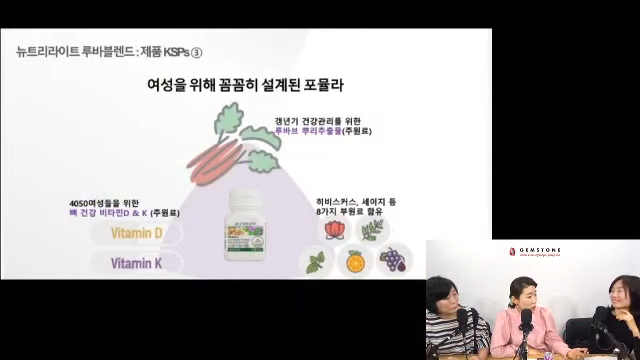 뉴트리라이트 루바블렌드 : 제품 KSPs ③
여성을 위해 꼼꼼히 설계된 포뮬라
갱년기 건강관리를 위한
루바브 뿌리추출물(주원료)
4050여성들을 위한
뼈 건강 비타민D & K (주원료)
히비스커스, 세이지 등
8가지 부원료 함유
Vitamin D
Vitamin K
GEMSTONE